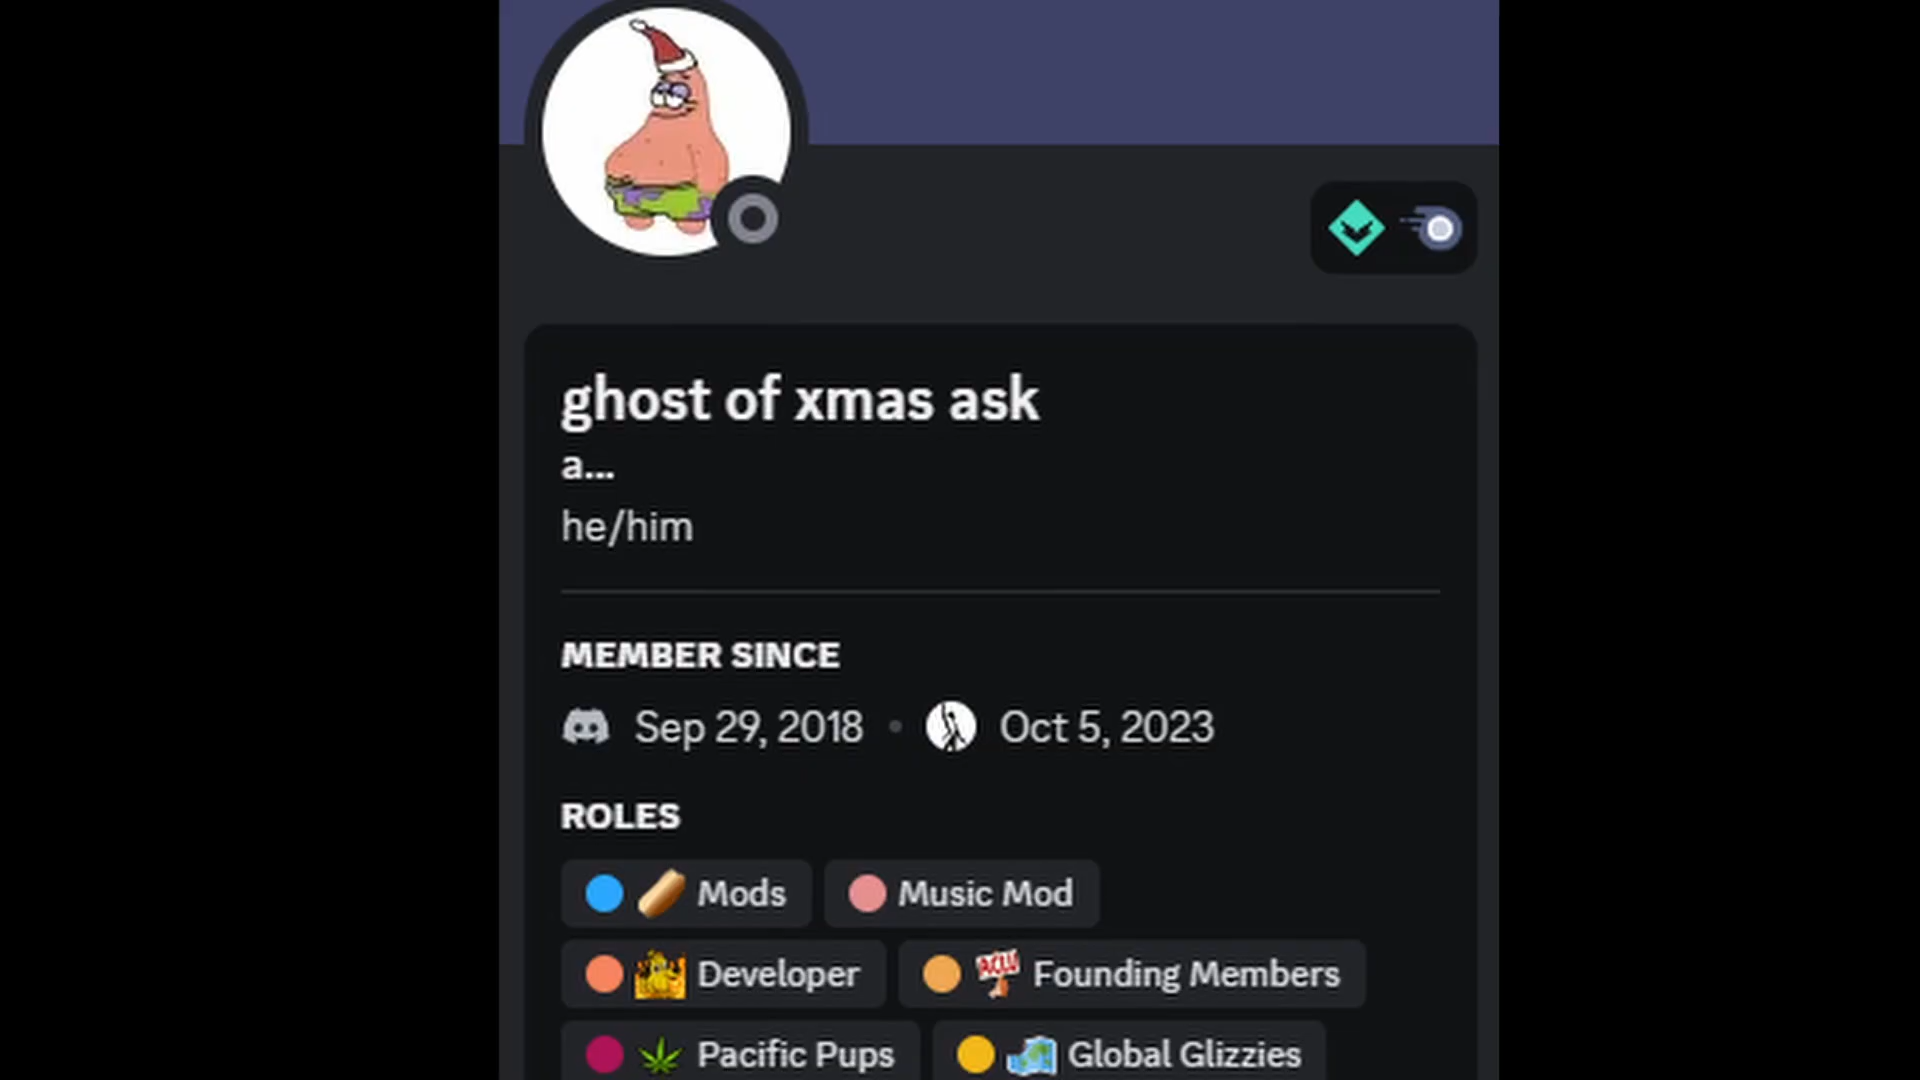 ghost of xmas ask
a...
he/him
MEMBER SINCE
Sep 29, 2018 • Oct 5, 2023
ROLES
Mods Music Mod
Developer ACLU Founding Members
Pacific Pups Global Glizzies